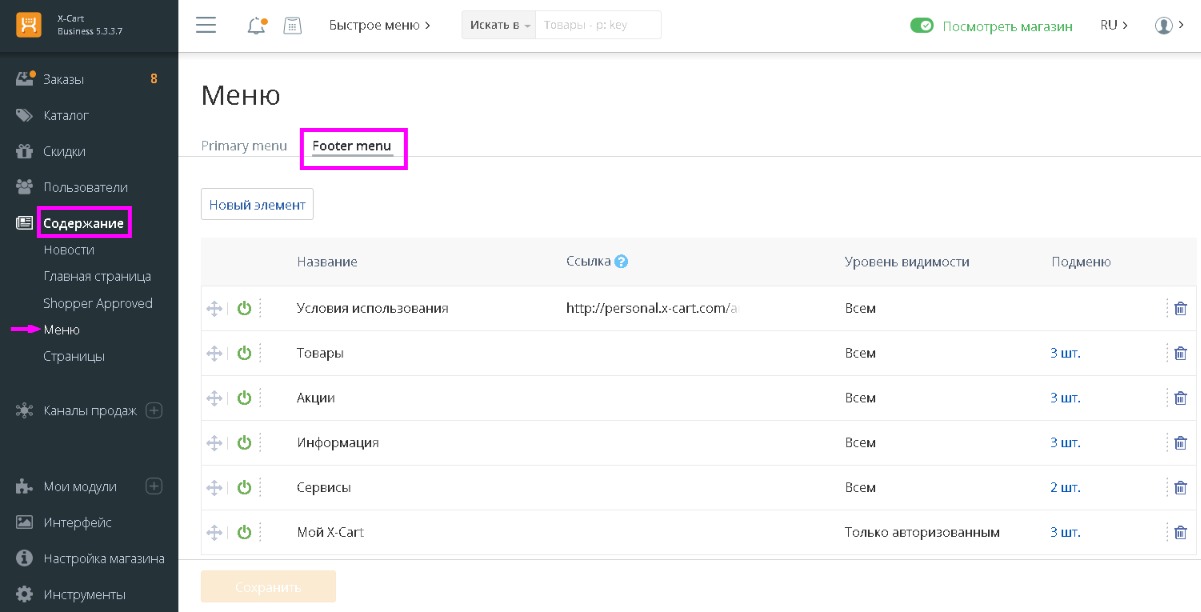 X-Cart
Business 5.3.3.7
Быстрое меню
Искать в
Товары - p: key
Посмотреть магазин
RU
Заказы 8
Каталог
Скидки
Пользователи
Содержание
Новости
Главная страница
Shopper Approved
Меню
Страницы
Каналы продаж
Мои модули
Интерфейс
Настройка магазина
Инструменты
Меню
Primary menu Footer menu
Новый элемент
Название Ссылка ? Уровень видимости Подменю
Условия использования http://personal.x-cart.com/a Всем
Товары Всем 3 шт.
Акции Всем 3 шт.
Информация Всем 3 шт.
Сервисы Всем 2 шт.
Мой X-Cart Только авторизованным 3 шт.
Сохранить